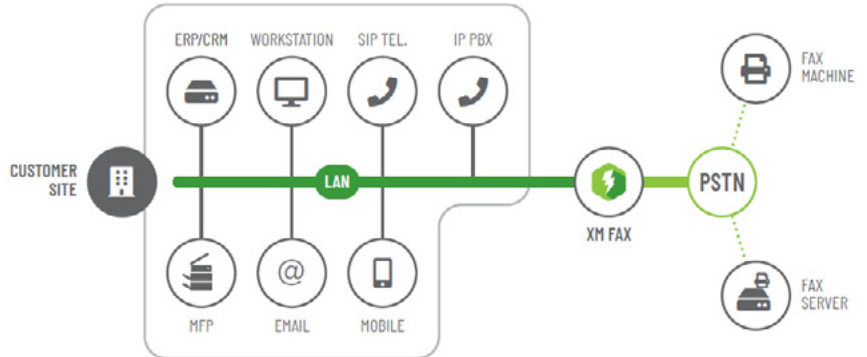 ERP/CRM
WORKSTATION
SIP TEL.
IP PBX
FAX
MACHINE
CUSTOMER
SITE
LAN
PSTN
XM FAX
@
MFP
EMAIL
MOBILE
FAX
SERVER